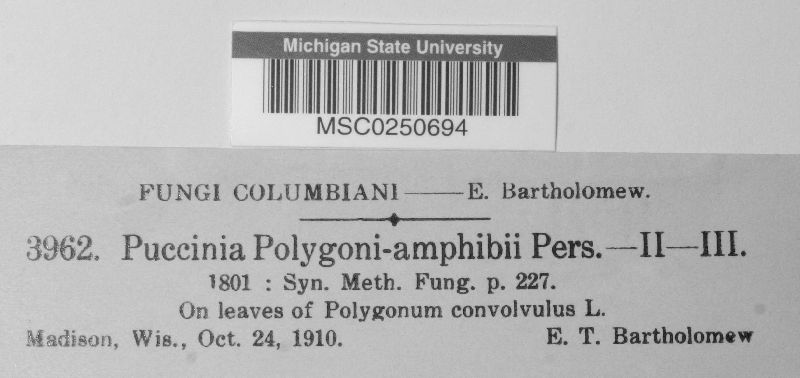 Michigan State University
MSC0250694
FUNGI COLUMBIANI——E. Bartholomew.
3962. Puccinia Polygoni-amphibii Pers.—II—III.
1801 : Syn. Meth. Fung. p. 227.
On leaves of Polygonum convolvulus L.
Madison, Wis., Oct. 24, 1910. E. T. Bartholomew